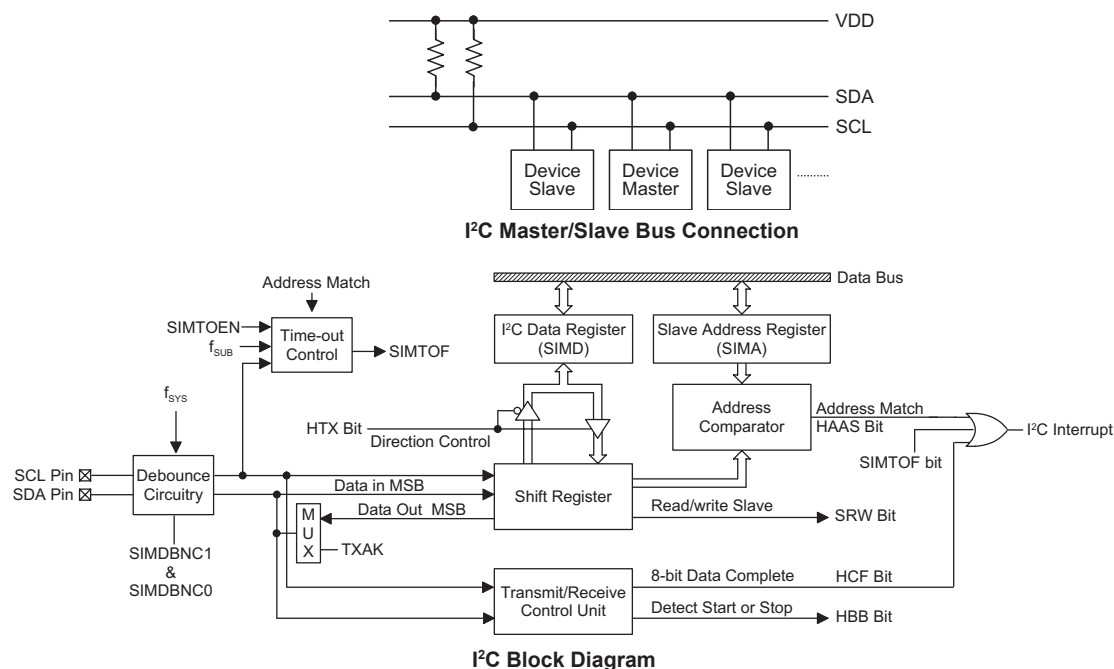 VDD
SDA
SCL
Device
Slave
Device
Master
Device
Slave
..........
I²C Master/Slave Bus Connection
Data Bus
Address Match
SIMTOEN
fSUB
Time-out
Control
SIMTOF
I²C Data Register
(SIMD)
Slave Address Register
(SIMA)
fSYS
HTX Bit
Direction Control
Address
Comparator
Address Match
HAAS Bit
SIMTOF bit
I²C Interrupt
SCL Pin
SDA Pin
Debounce
Circuitry
Data in MSB
Shift Register
Data Out MSB
Read/write Slave
SRW Bit
M
U
X
TXAK
SIMDBNC1
&
SIMDBNC0
Transmit/Receive
Control Unit
8-bit Data Complete
HCF Bit
Detect Start or Stop
HBB Bit
I²C Block Diagram